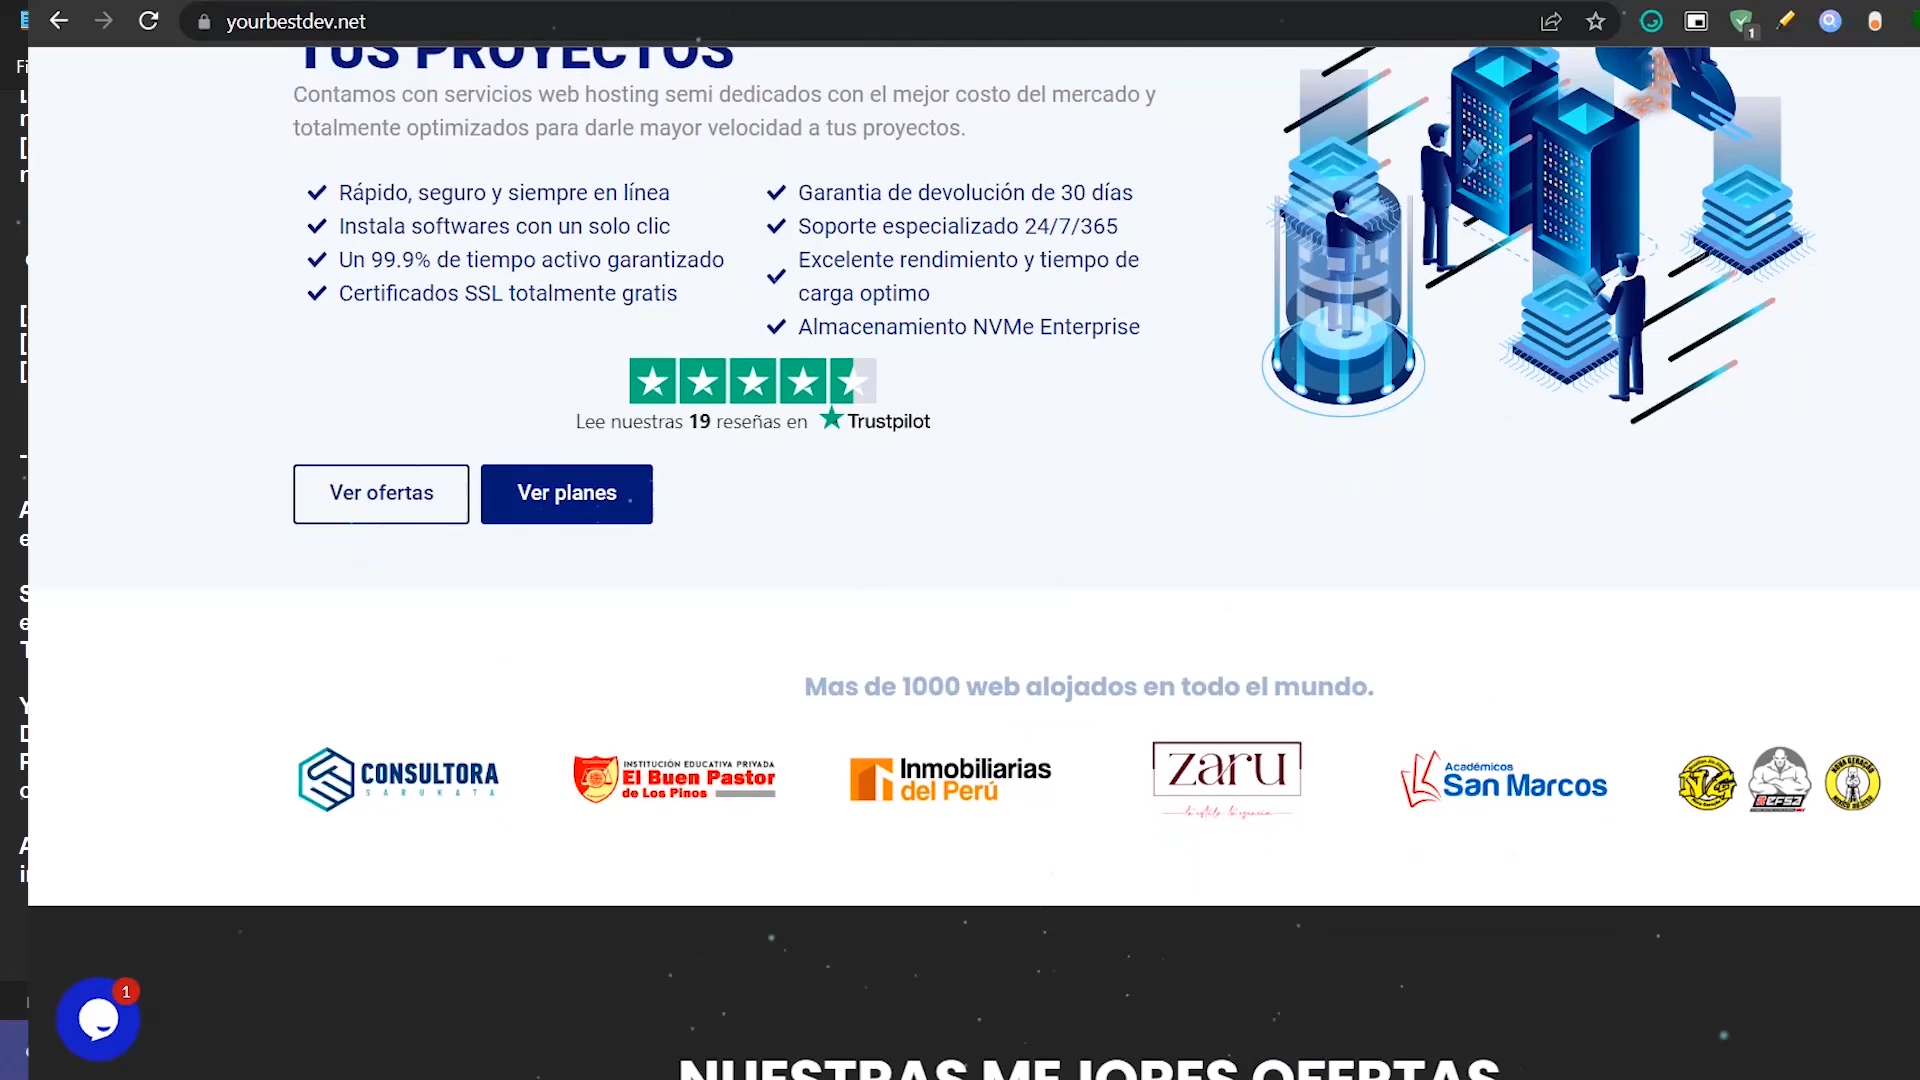 yourbestdev.net
1
Fi
TUS PROYECTOS
Contamos con servicios web hosting semi dedicados con el mejor costo del mercado y
totalmente optimizados para darle mayor velocidad a tus proyectos.
Rápido, seguro y siempre en línea
Instala softwares con un solo clic
Un 99.9% de tiempo activo garantizado
Certificados SSL totalmente gratis
Garantia de devolución de 30 días
Soporte especializado 24/7/365
Excelente rendimiento y tiempo de
carga optimo
Almacenamiento NVMe Enterprise
Lee nuestras 19 reseñas en Trustpilot
Ver ofertas
Ver planes
Mas de 1000 web alojados en todo el mundo.
CONSULTORA
SARUKATA
INSTITUCIÓN EDUCATIVA PRIVADA
El Buen Pastor
de Los Pinos
Inmobiliarias
del Perú
zaru
Académicos
San Marcos
1
NUESTRAS MEJORES OFERTAS